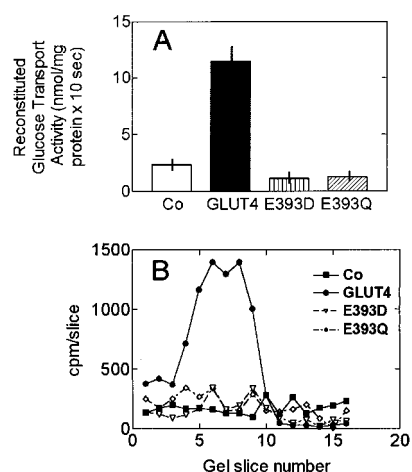 A
Reconstituted
Glucose Transport
Activity (nmol/mg
protein x 10 sec)
15
10
5
0
Co GLUT4 E393D E393Q
B
cpm/slice
1500
1000
500
0
Co
GLUT4
E393D
E393Q
0 5 10 15 20
Gel slice number